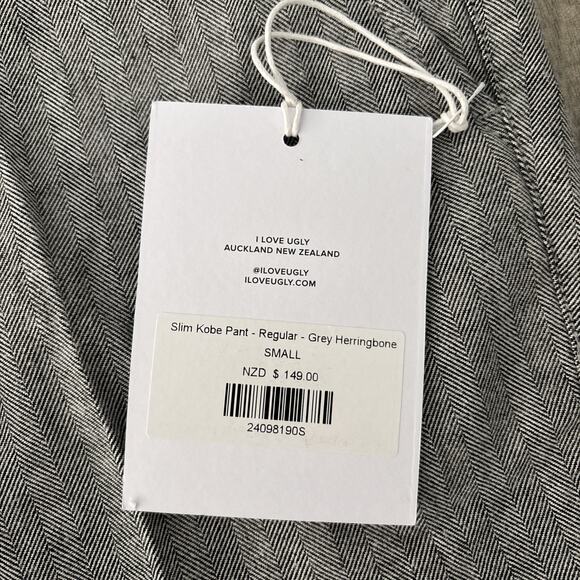 I LOVE UGLY
AUCKLAND NEW ZEALAND
@ILOVEUGLY
ILOVEUGLY.COM
Slim Kobe Pant - Regular - Grey Herringbone
SMALL
NZD $ 149.00
24098190S